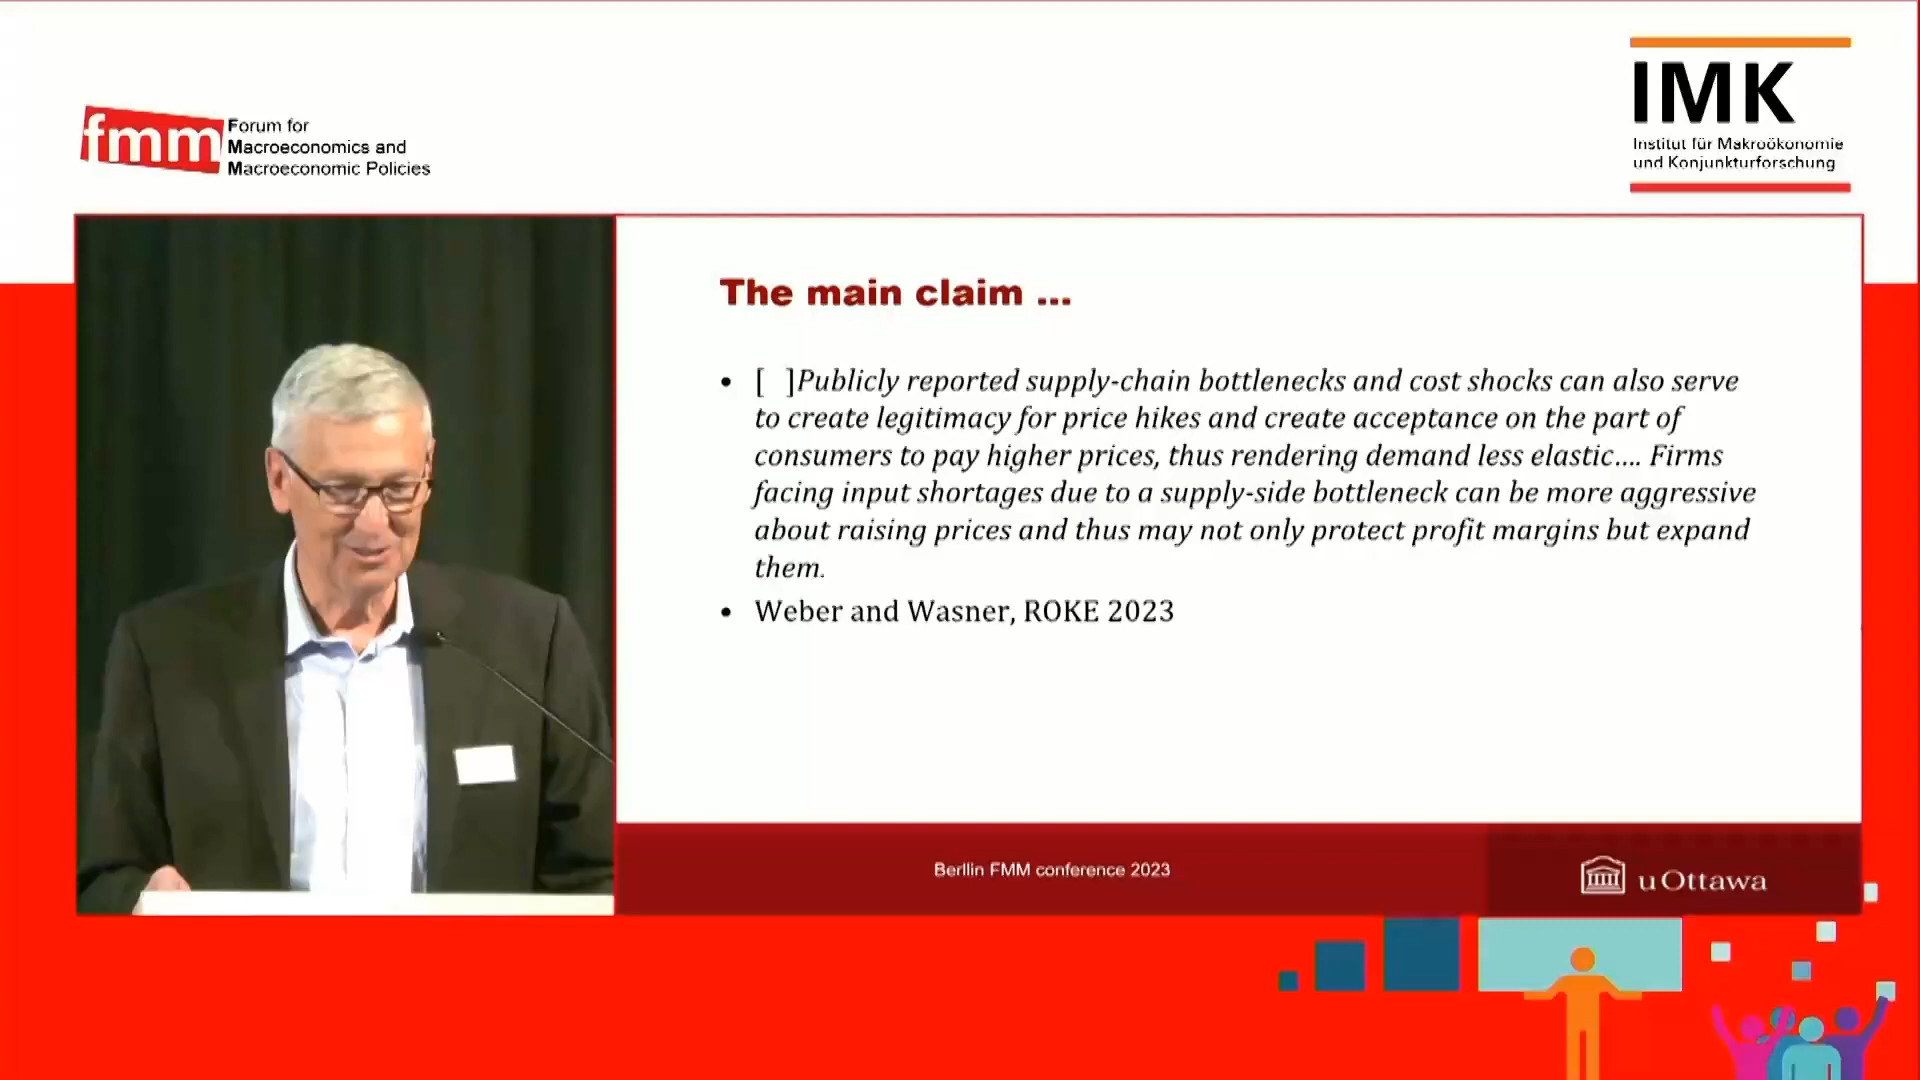 fmm
Forum for
Macroeconomics and
Macroeconomic Policies
IMK
Institut für Makroökonomie
und Konjunkturforschung
The main claim ...
• [ ]Publicly reported supply-chain bottlenecks and cost shocks can also serve
to create legitimacy for price hikes and create acceptance on the part of
consumers to pay higher prices, thus rendering demand less elastic.... Firms
facing input shortages due to a supply-side bottleneck can be more aggressive
about raising prices and thus may not only protect profit margins but expand
them.
• Weber and Wasner, ROKE 2023
Berllin FMM conference 2023
uOttawa